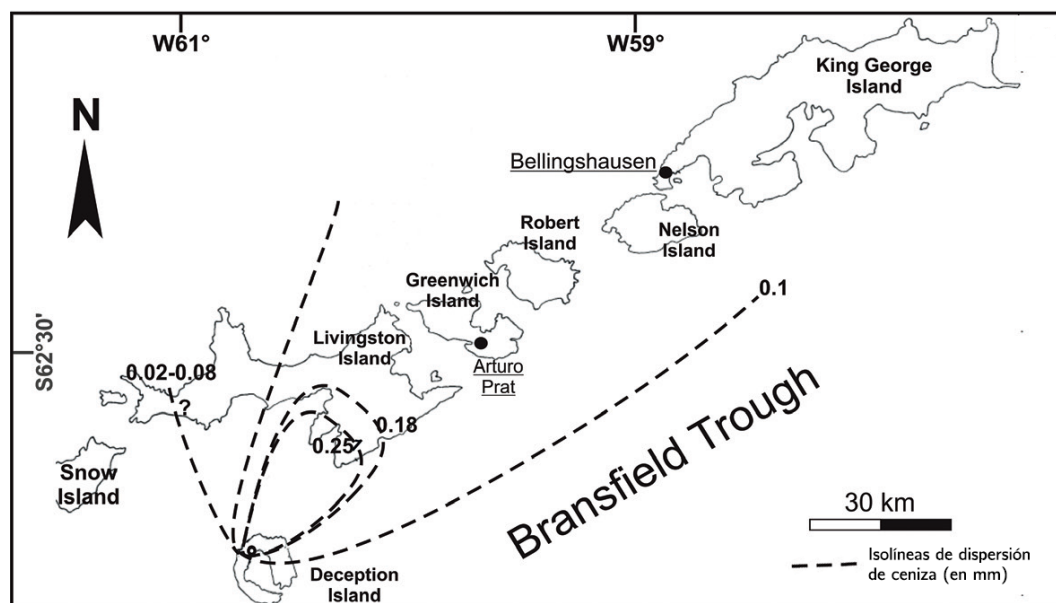 W61°
W59°
King George
Island
N
Bellingshausen
Robert
Island
Nelson
Island
Greenwich
Island
0.1
S62°30'
Livingston
Island
Arturo
Prat
0.02-0.08
?
0.18
0.25
Snow
Island
Bransfield Trough
30 km
Deception
Island
Isolíneas de dispersión
de ceniza (en mm)